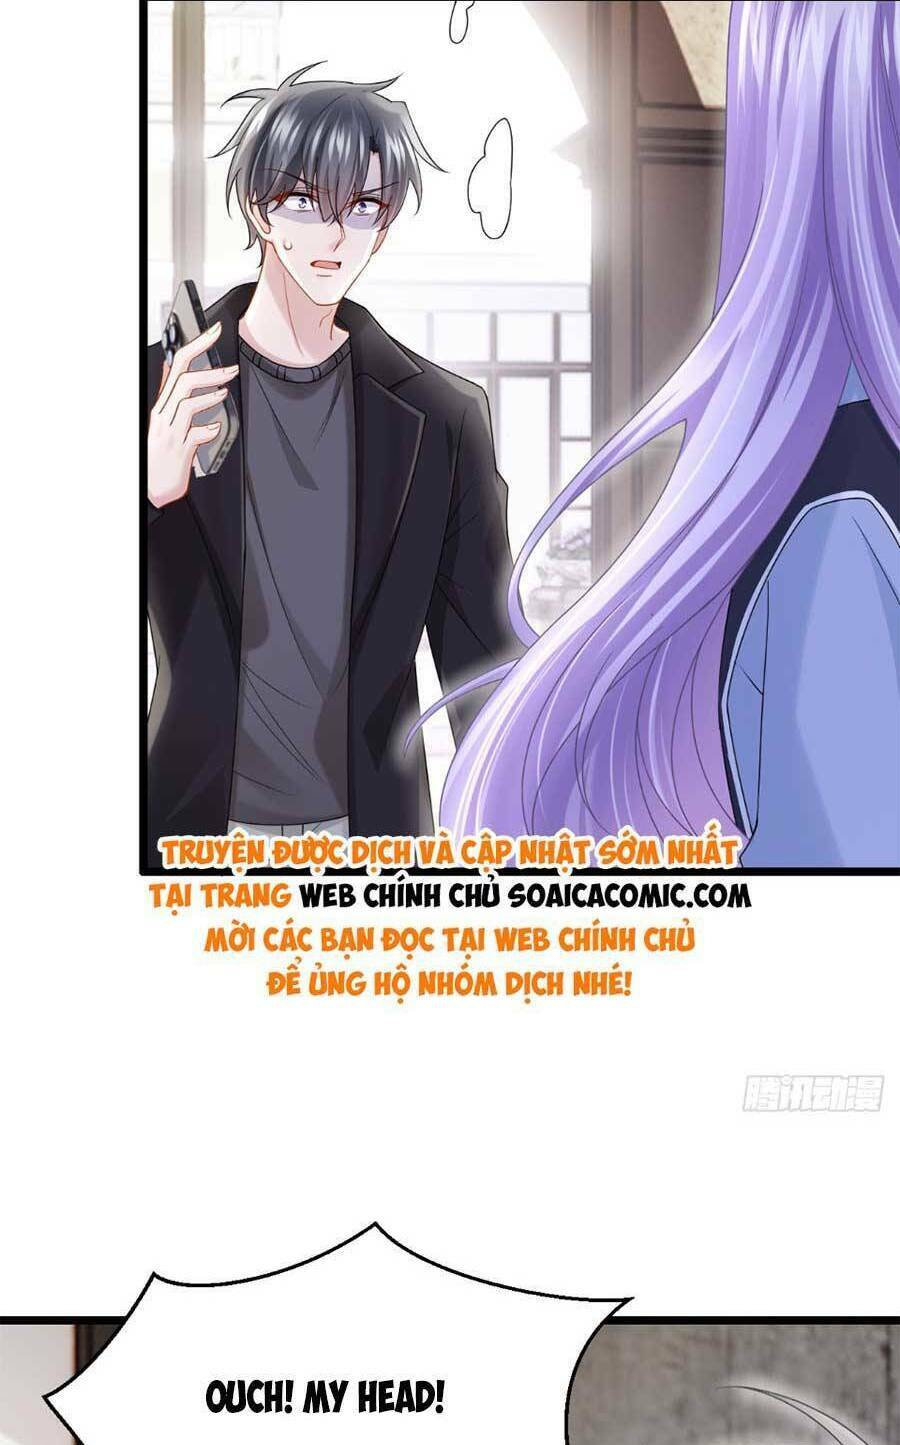 TRUYỆN ĐƯỢC DỊCH VÀ CẬP NHẬT SỚM NHẤT
TẠI TRANG WEB CHÍNH CHỦ SOAICACOMIC.COM
MỜI CÁC BẠN ĐỌC TẠI WEB CHÍNH CHỦ
ĐỂ ỦNG HỘ NHÓM DỊCH NHÉ!
腾讯动漫
OUCH! MY HEAD!